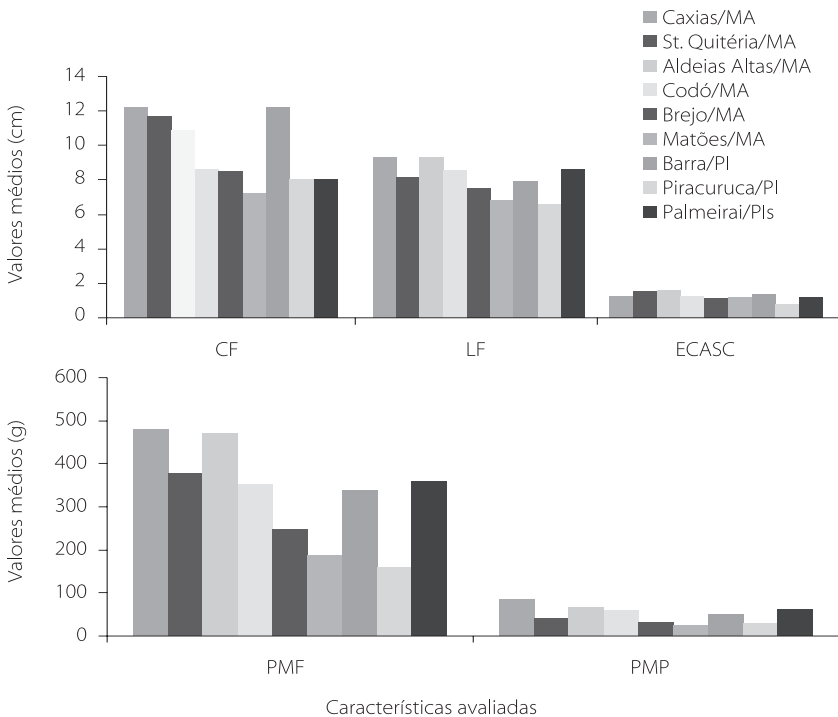 Caxias/MA
St. Quitéria/MA
Aldeias Altas/MA
Codó/MA
Brejo/MA
Matões/MA
Barra/PI
Piracuruca/PI
Palmeirai/PIs
Valores médios (cm)
14
12
10
8
6
4
2
0
CF
LF
ECASC
Valores médios (g)
600
500
400
300
200
100
0
PMF
PMP
Características avaliadas